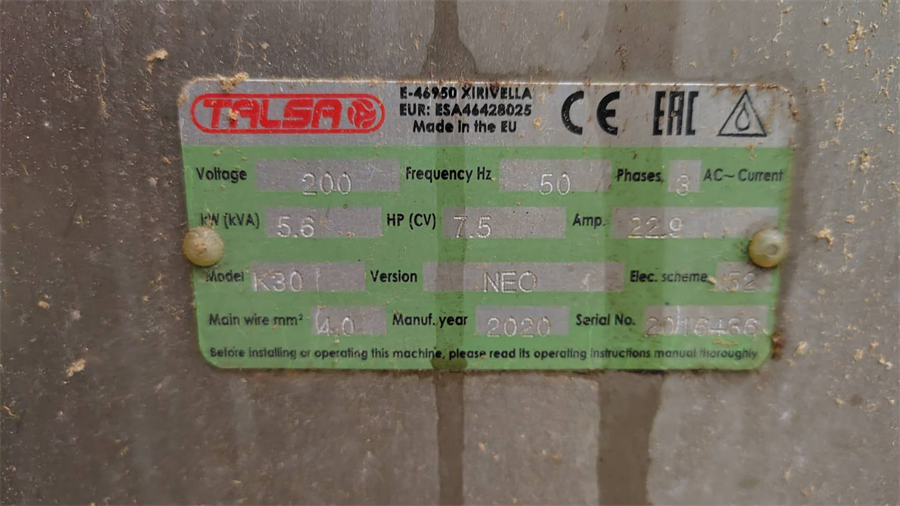 TALSA
E-46950 XIRIVELLA
EUR: ESA46428025
Made in the EU
CE EAC
Voltage 200 Frequency Hz 50 Phases 3 AC~ Current
kW (kVA) 5.6 HP (CV) 7.5 Amp. 22.9
Model K30 Version NEO Elec. scheme 52
Main wire mm² 4.0 Manuf. year 2020 Serial No.
Before installing or operating this machine, please read its operating instructions manual thoroughly